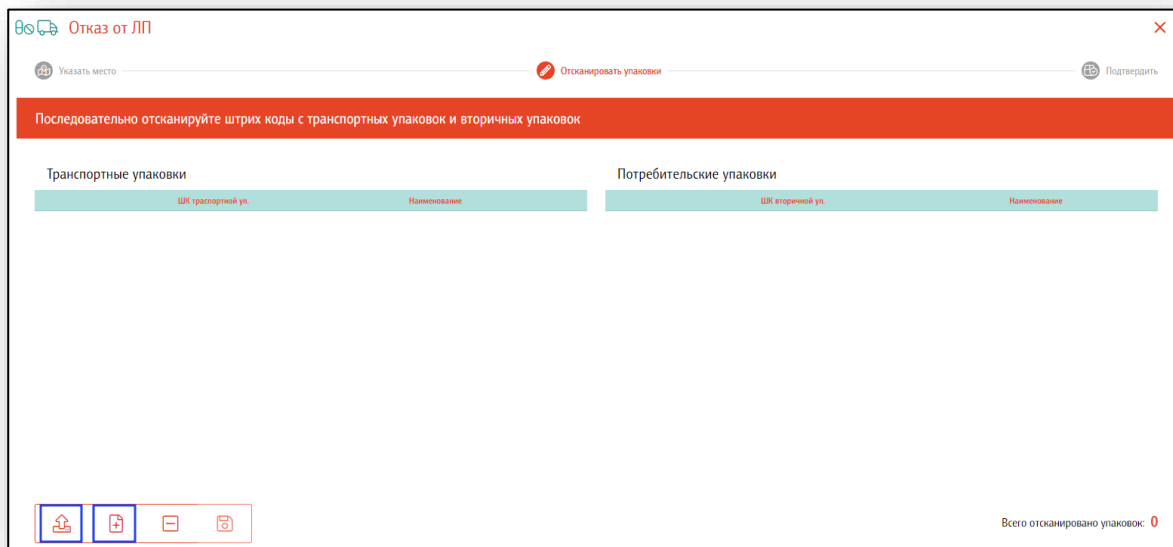 Отказ от ЛП
Указать место
Отсканировать упаковки
Подтвердить
Последовательно отсканируйте штрих коды с транспортных упаковок и вторичных упаковок
Транспортные упаковки
Потребительские упаковки
ШК траспортной уп.
Наименование
ШК вторичной уп.
Наименование
Всего отсканировано упаковок: 0